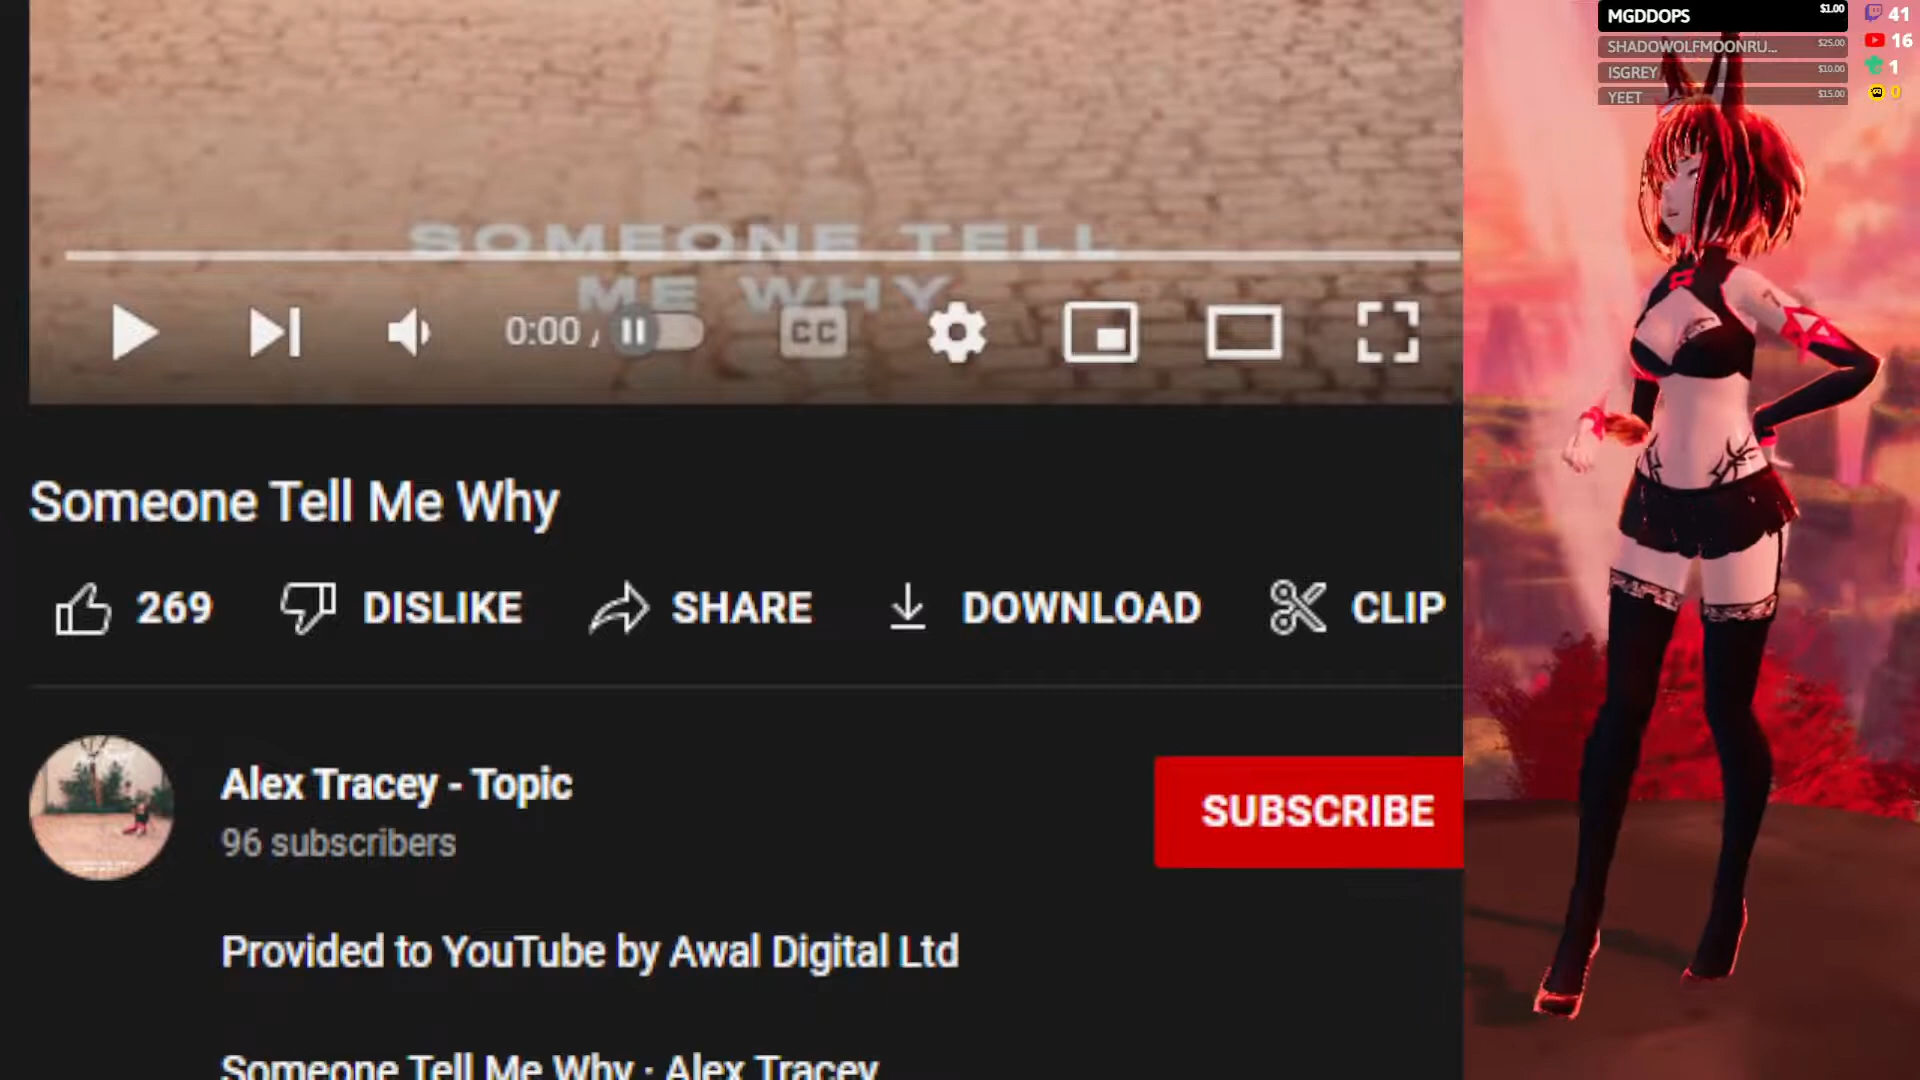 MGDDOPS $1.00
SHADOWOLFMOONRU... $25.00
ISGREY $10.00
YEET $15.00
41
16
1
0
SOMEONE TELL
ME WHY
0:00 /
CC
Someone Tell Me Why
269 DISLIKE SHARE DOWNLOAD CLIP
Alex Tracey - Topic
96 subscribers
SUBSCRIBE
Provided to YouTube by Awal Digital Ltd
Someone Tell Me Why · Alex Tracey